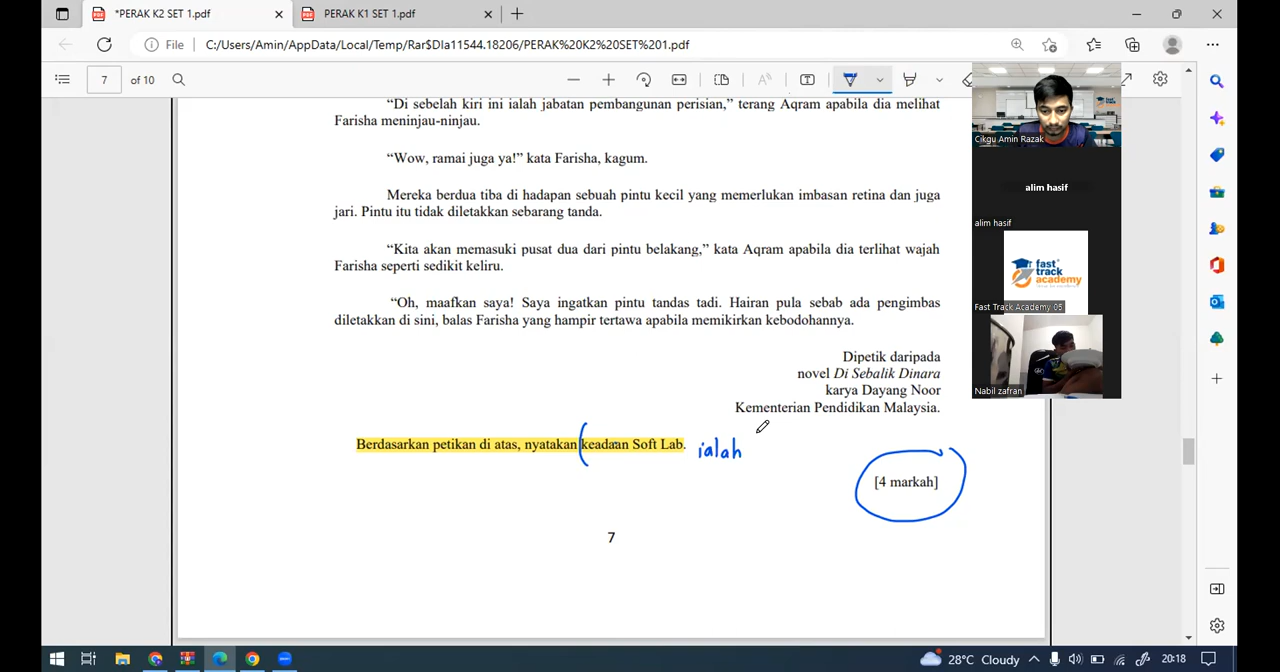 *PERAK K2 SET 1.pdf
PERAK K1 SET 1.pdf
File
C:/Users/Amin/AppData/Local/Temp/Rar$DIa11544.18206/PERAK%20K2%20SET%201.pdf
7 of 10
“Di sebelah kiri ini ialah jabatan pembangunan perisian,” terang Aqram apabila dia melihat
Farisha meninjau-ninjau.
“Wow, ramai juga ya!” kata Farisha, kagum.
Mereka berdua tiba di hadapan sebuah pintu kecil yang memerlukan imbasan retina dan juga
jari. Pintu itu tidak diletakkan sebarang tanda.
“Kita akan memasuki pusat dua dari pintu belakang,” kata Aqram apabila dia terlihat wajah
Farisha seperti sedikit keliru.
“Oh, maafkan saya! Saya ingatkan pintu tandas tadi. Hairan pula sebab ada pengimbas
diletakkan di sini, balas Farisha yang hampir tertawa apabila memikirkan kebodohannya.
Dipetik daripada
novel Di Sebalik Dinara
karya Dayang Noor
Kementerian Pendidikan Malaysia.
Berdasarkan petikan di atas, nyatakan (keadaan Soft Lab. ialah
[4 markah]
7
Cikgu Amin Razak
alim hasif
alim hasif
fast
track
academy
Fast Track Academy 05
Nabil zafran
28°C Cloudy
20:18